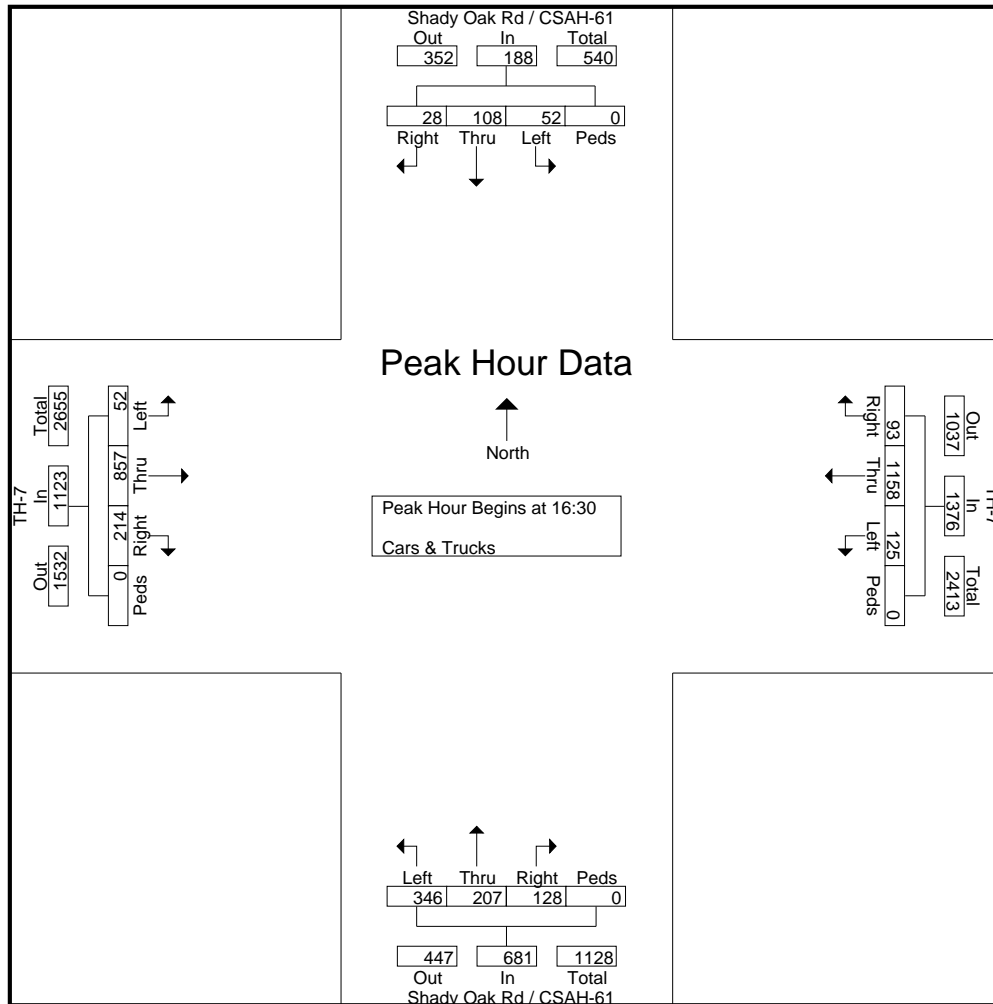 Shady Oak Rd / CSAH-61
Out In Total
352 188 540
28 108 52 0
Right Thru Left Peds
Peak Hour Data
North
Peak Hour Begins at 16:30
Cars & Trucks
TH-7
Out In Total
1532 1123 2655
52 857 214 0
Left Thru Right Peds
TH-7
Out In Total
1037 1376 2413
93 1158 125 0
Right Thru Left Peds
Left Thru Right Peds
346 207 128 0
447 681 1128
Out In Total
Shady Oak Rd / CSAH-61